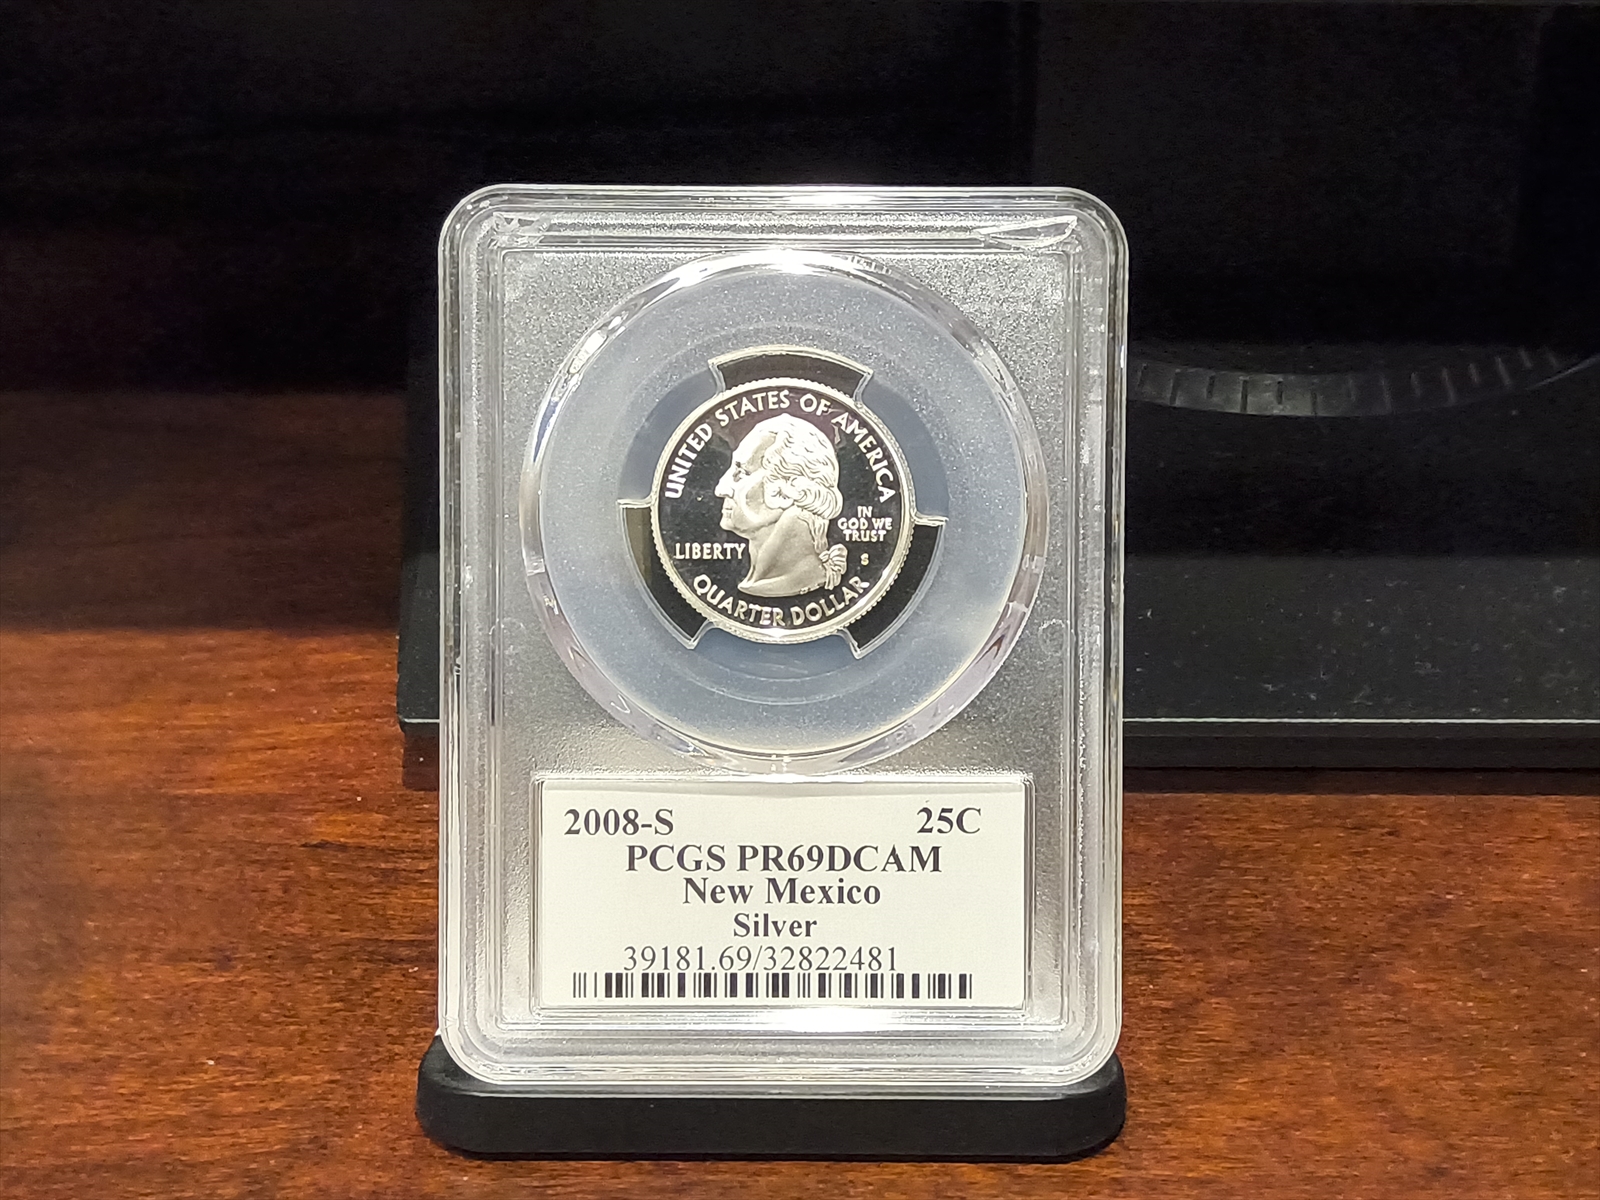 UNITED STATES OF AMERICA
IN
GOD WE
TRUST
LIBERTY
S
QUARTER DOLLAR
2008-S 25C
PCGS PR69DCAM
New Mexico
Silver
39181.69/32822481